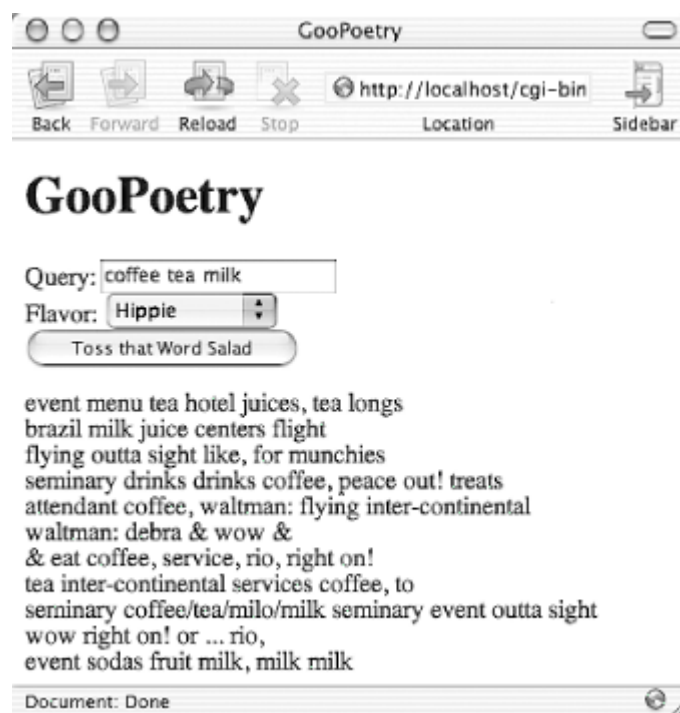 GooPoetry
http://localhost/cgi-bin
Back Forward Reload Stop Location Sidebar
GooPoetry
Query: coffee tea milk
Flavor: Hippie
Toss that Word Salad
event menu tea hotel juices, tea longs
brazil milk juice centers flight
flying outta sight like, for munchies
seminary drinks drinks coffee, peace out! treats
attendant coffee, waltman: flying inter-continental
waltman: debra & wow &
& eat coffee, service, rio, right on!
tea inter-continental services coffee, to
seminary coffee/tea/milo/milk seminary event outta sight
wow right on! or ... rio,
event sodas fruit milk, milk milk
Document: Done